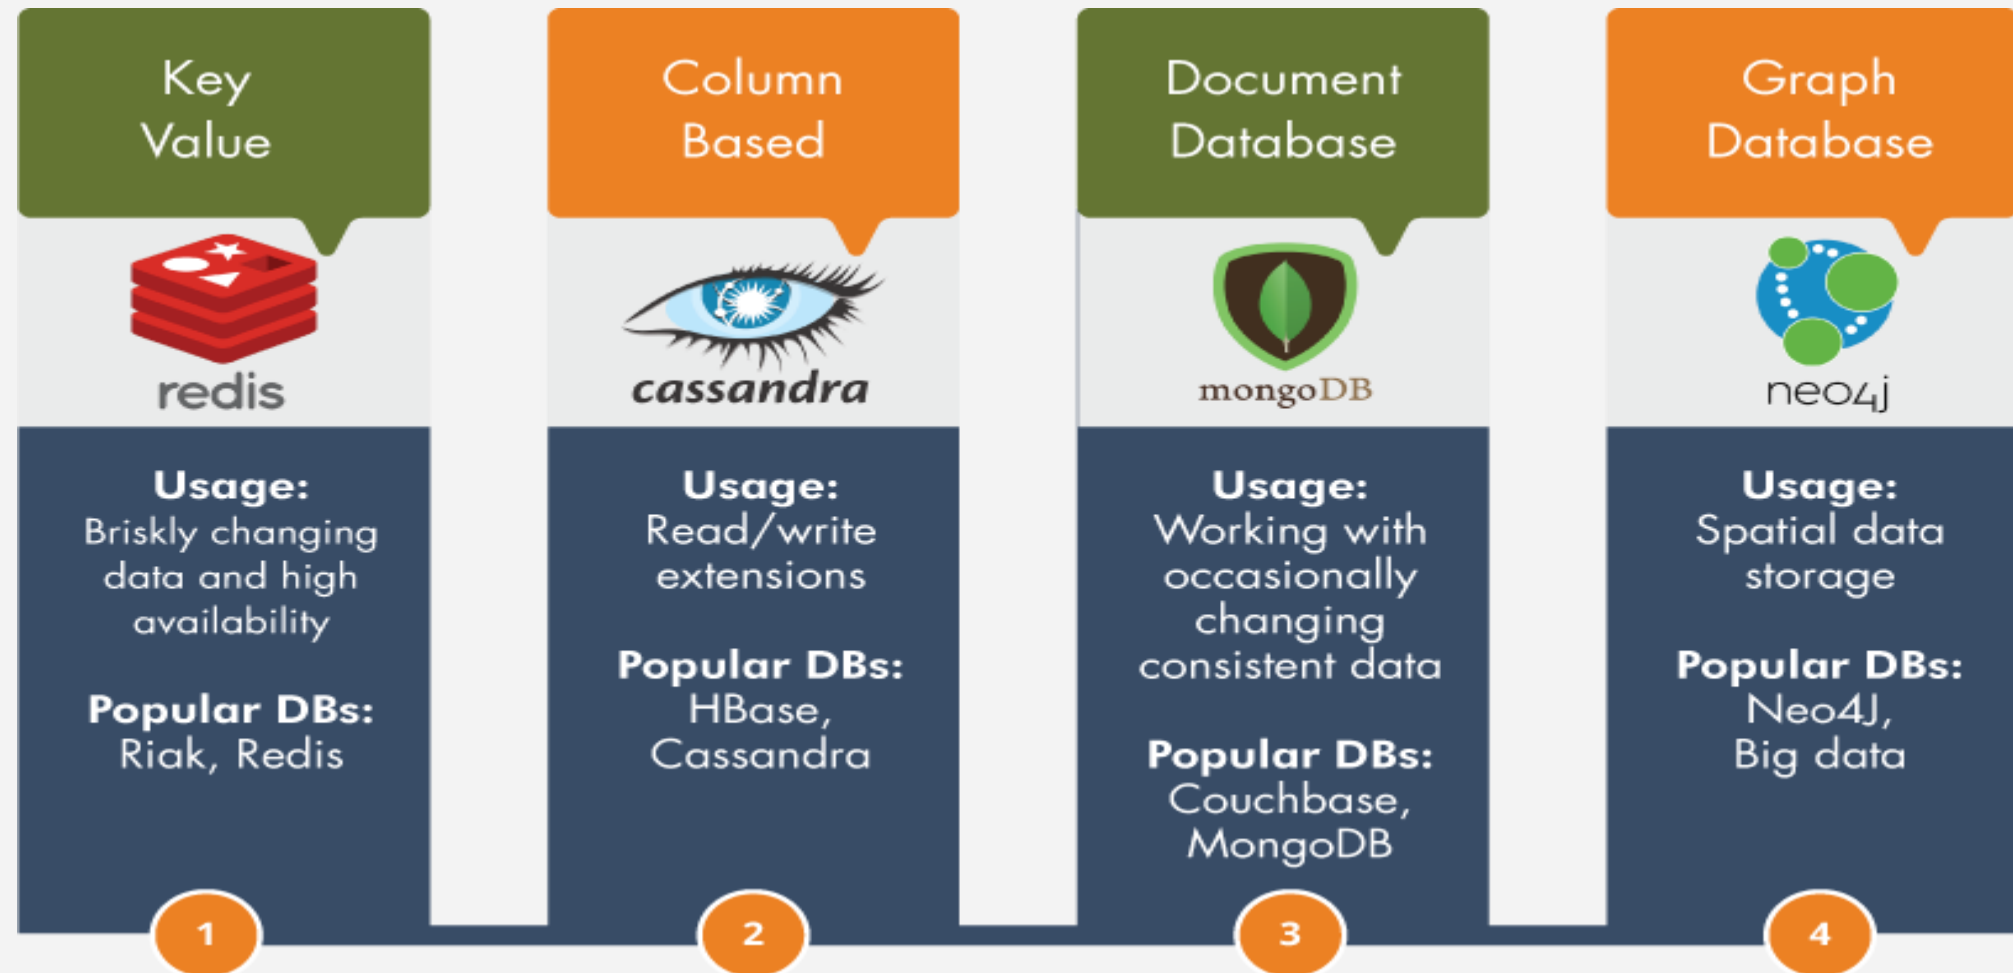 Key
Value
redis
Usage:
Briskly changing
data and high
availability
Popular DBs:
Riak, Redis
1
Column
Based
cassandra
Usage:
Read/write
extensions
Popular DBs:
HBase,
Cassandra
2
Document
Database
mongoDB
Usage:
Working with
occasionally
changing
consistent data
Popular DBs:
Couchbase,
MongoDB
3
Graph
Database
neo4j
Usage:
Spatial data
storage
Popular DBs:
Neo4J,
Big data
4